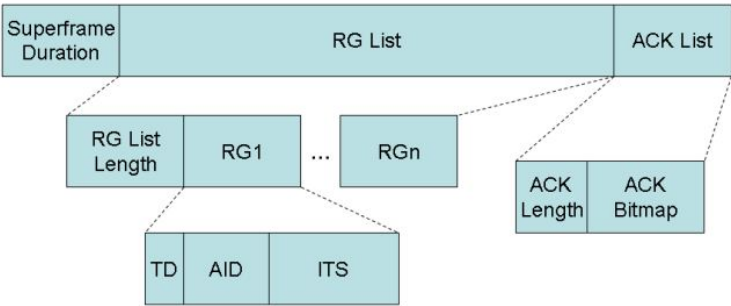 Superframe
Duration
RG List
ACK List
RG List
Length
RG1
...
RGn
ACK
Length
ACK
Bitmap
TD
AID
ITS